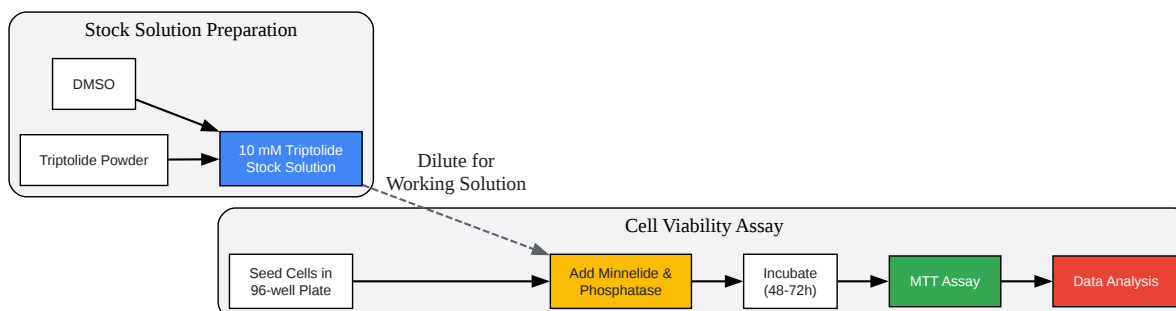 Stock Solution Preparation
DMSO
Triptolide Powder
10 mM Triptolide
Stock Solution
Dilute for
Working Solution
Cell Viability Assay
Seed Cells in
96-well Plate
Add Minnelide &
Phosphatase
Incubate
(48-72h)
MTT Assay
Data Analysis